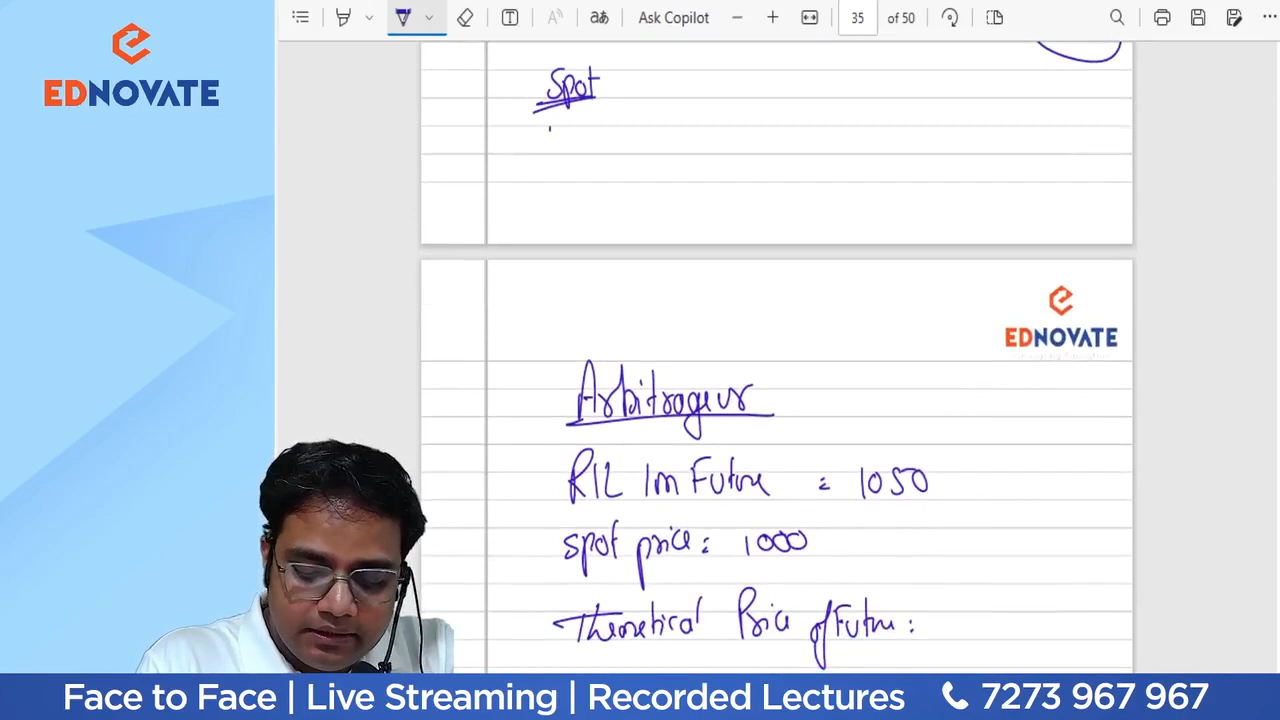 EDNOVATE
Ask Copilot
35
of 50
Spot
EDNOVATE
Arbitrageur
RIL 1m Future = 1050
Spot price = 1000
Theoretical Price of Future :
Face to Face | Live Streaming | Recorded Lectures 7273 967 967